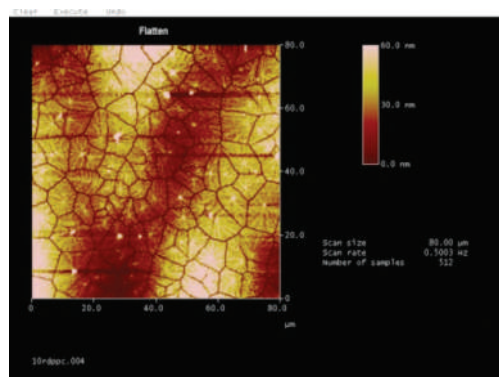 Clear Execute Undo
Flatten
80.0
60.0
40.0
20.0
0
0 20.0 40.0 60.0 80.0
µm
60.0 nm
30.0 nm
0.0 nm
Scan size 80.00 µm
Scan rate 0.5003 Hz
Number of samples 512
10rdppc.004